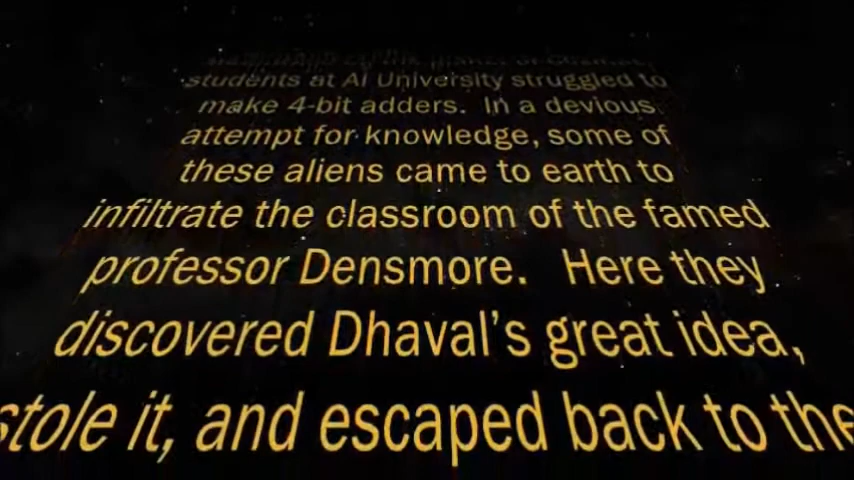 students at AI University struggled to
make 4-bit adders. In a devious
attempt for knowledge, some of
these aliens came to earth to
infiltrate the classroom of the famed
professor Densmore. Here they
discovered Dhaval’s great idea,
stole it, and escaped back to the